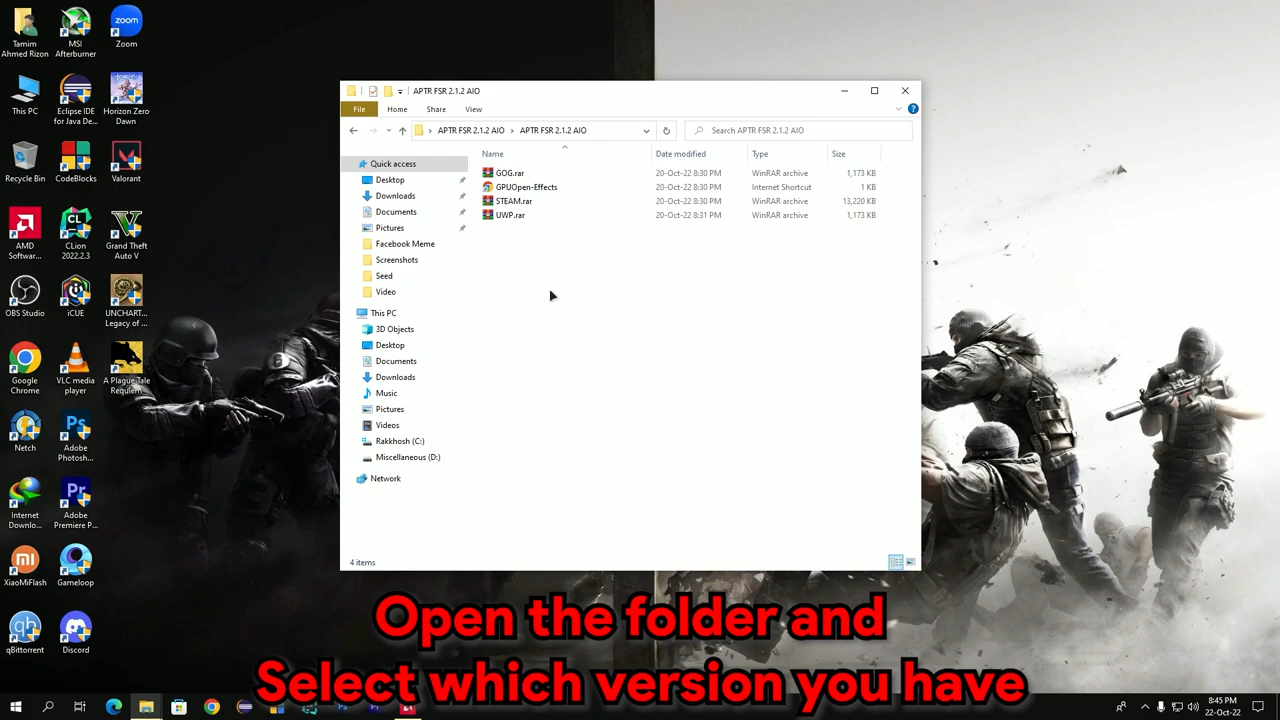 Tamim
Ahmed Rizon
MSI
Afterburner
Zoom
This PC
Eclipse IDE
for Java De...
Horizon Zero
Dawn
Recycle Bin
CodeBlocks
Valorant
AMD
Softwar...
CLion
2022.2.3
Grand Theft
Auto V
OBS Studio
iCUE
UNCHART...
Legacy of ...
Google
Chrome
VLC media
player
A Plague Tale
Requiem
Netch
Adobe
Photosh...
Internet
Downlo...
Adobe
Premiere P...
XiaoMiFlash
Gameloop
qBittorrent
Discord
APTR FSR 2.1.2 AIO
File Home Share View
APTR FSR 2.1.2 AIO APTR FSR 2.1.2 AIO
Search APTR FSR 2.1.2 AIO
Quick access
Desktop
Downloads
Documents
Pictures
Facebook Meme
Screenshots
Seed
Video
This PC
3D Objects
Desktop
Documents
Downloads
Music
Pictures
Videos
Rakkhosh (C:)
Miscellaneous (D:)
Network
Name Date modified Type Size
GOG.rar 20-Oct-22 8:30 PM WinRAR archive 1,173 KB
GPUOpen-Effects 20-Oct-22 8:30 PM Internet Shortcut 1 KB
STEAM.rar 20-Oct-22 8:30 PM WinRAR archive 13,220 KB
UWP.rar 20-Oct-22 8:31 PM WinRAR archive 1,173 KB
4 items
Open the folder and
Select which version you have
8:45 PM
22-Oct-22